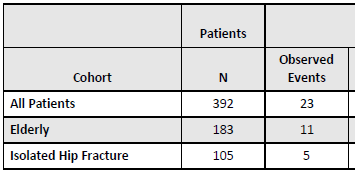 Patients
Cohort N Observed Events
All Patients 392 23
Elderly 183 11
Isolated Hip Fracture 105 5